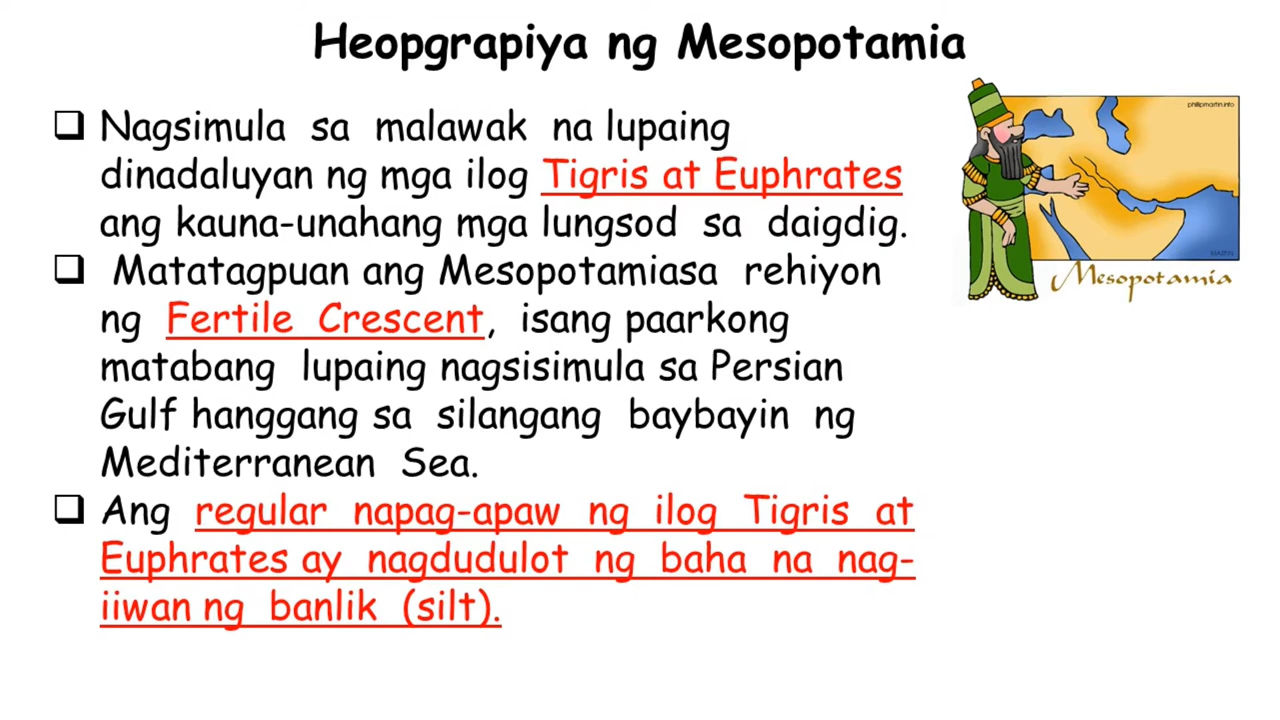 Heopgrapiya ng Mesopotamia
Nagsimula sa malawak na lupaing
dinadaluyan ng mga ilog Tigris at Euphrates
ang kauna-unahang mga lungsod sa daigdig.
Matatagpuan ang Mesopotamiasa rehiyon
ng Fertile Crescent, isang paarkong
matabang lupaing nagsisimula sa Persian
Gulf hanggang sa silangang baybayin ng
Mediterranean Sea.
Ang regular napag-apaw ng ilog Tigris at
Euphrates ay nagdudulot ng baha na nag-
iiwan ng banlik (silt).
phillipmartin.info
MARTIN
Mesopotamia